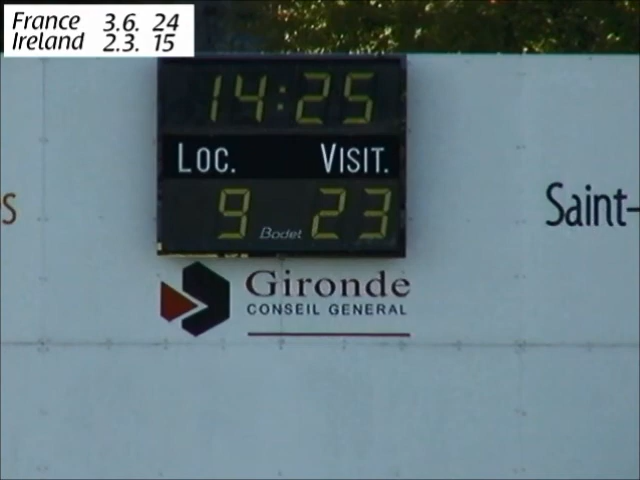 France 3.6. 24
Ireland 2.3. 15
14:25
LOC. VISIT.
9 Bodet 23
s
Saint-
Gironde
CONSEIL GENERAL